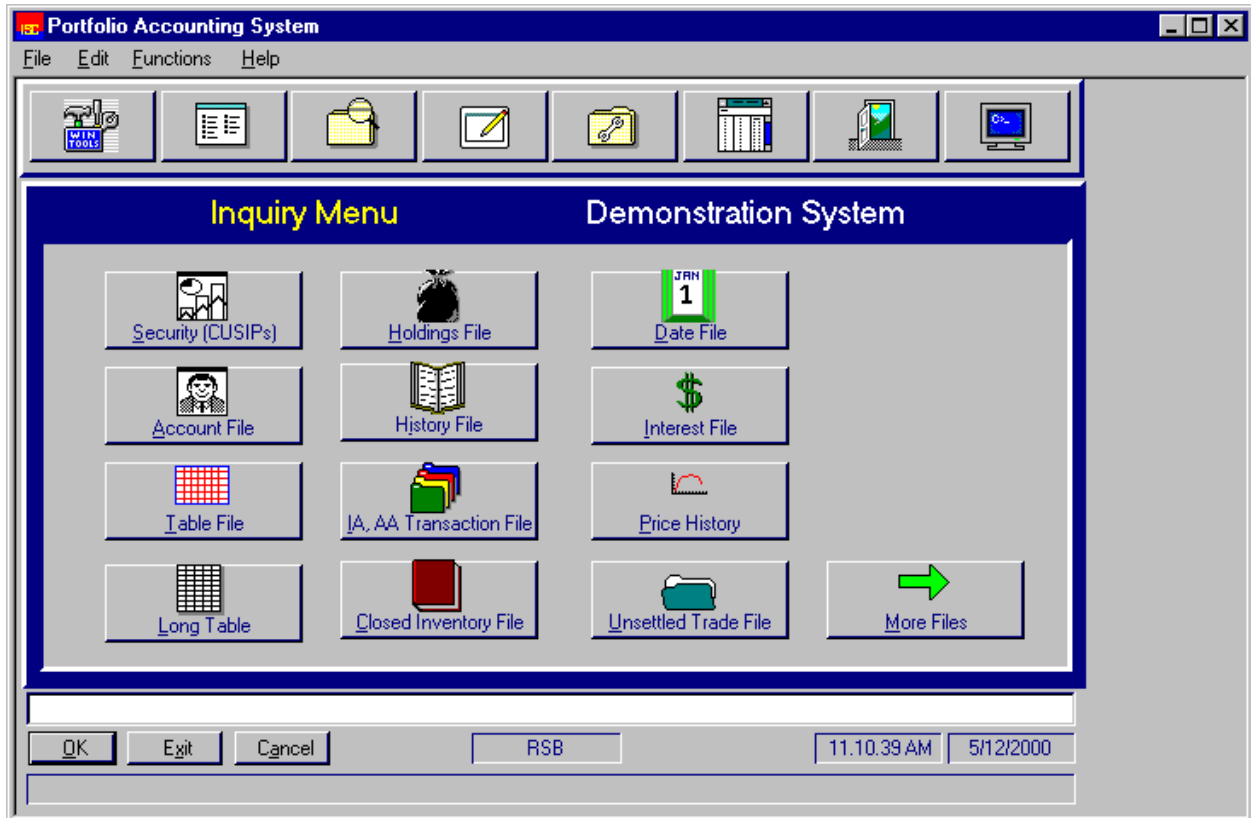 ISC Portfolio Accounting System
File Edit Functions Help
WIN
TOOLS
C>_
Inquiry Menu Demonstration System
JAN
1
Security (CUSIPs) Holdings File Date File
Account File History File Interest File
Table File IA, AA Transaction File Price History
Long Table Closed Inventory File Unsettled Trade File More Files
OK Exit Cancel RSB 11.10.39 AM 5/12/2000